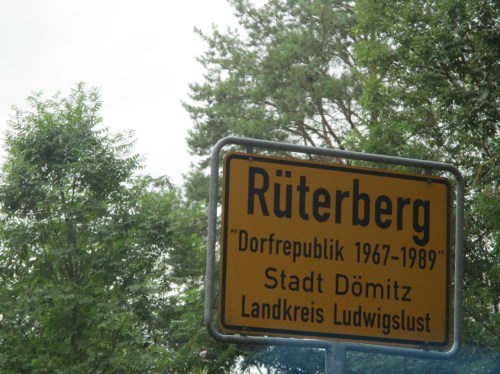 Rüterberg
"Dorfrepublik 1967-1989"
Stadt Dömitz
Landkreis Ludwigslust